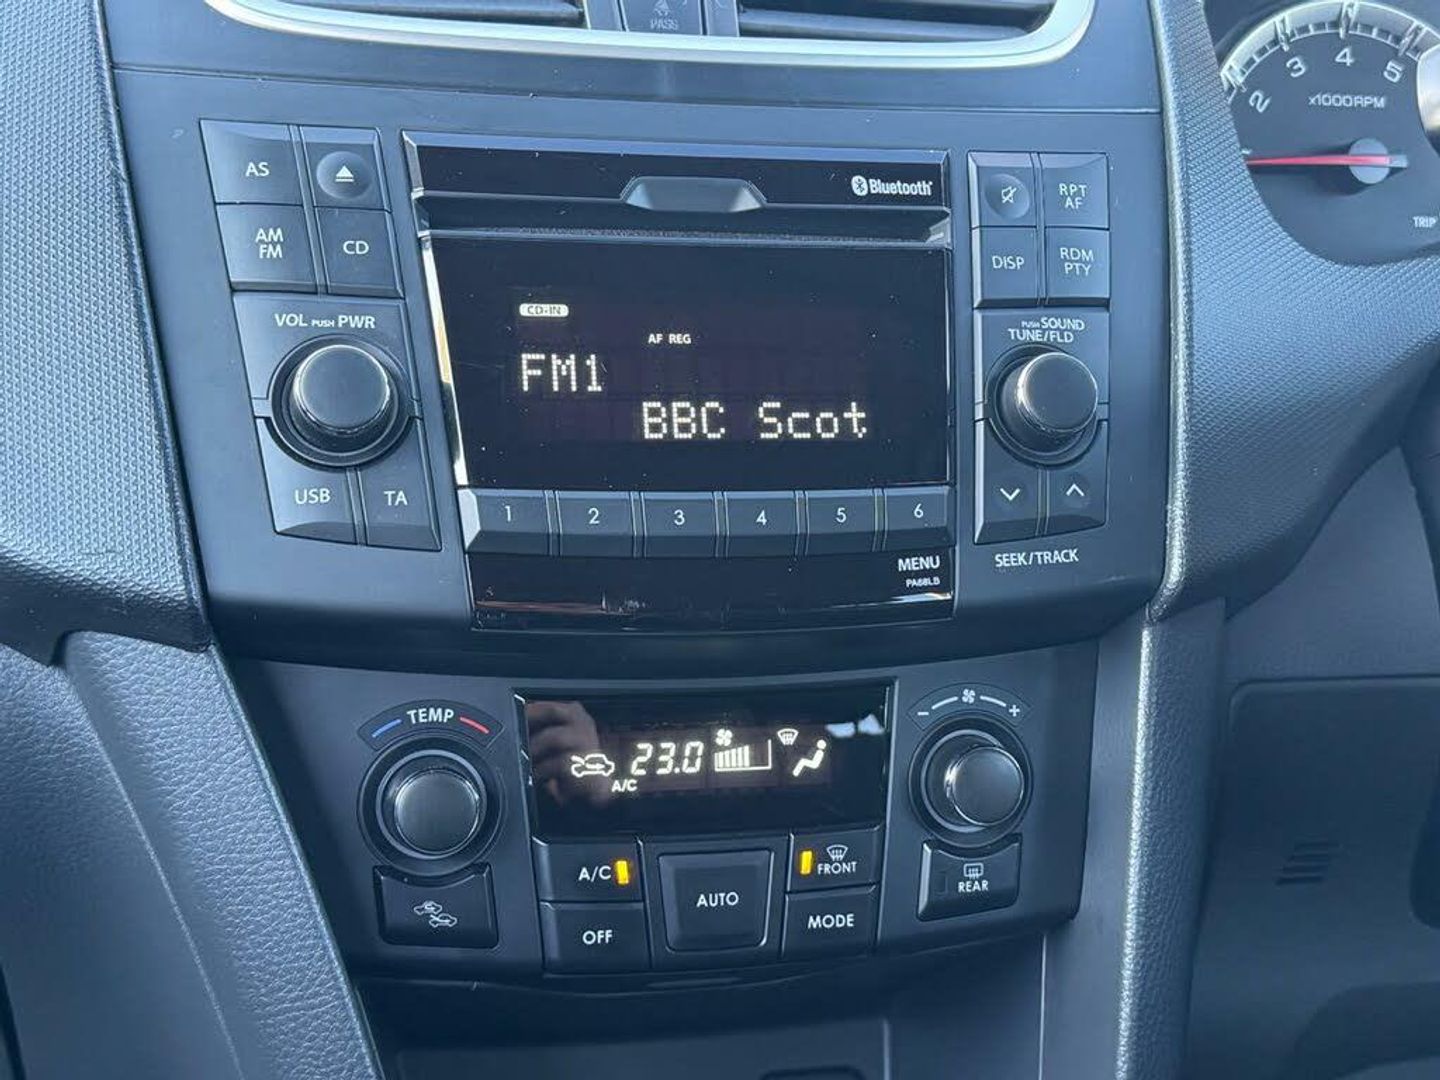 PASS
2 3 4 5
x1000RPM
TRIP
AS
AM
FM
CD
Bluetooth
RPT
AF
DISP
RDM
PTY
VOL PUSH PWR
CD-IN
AF REG
FM1
BBC Scot
PUSH SOUND
TUNE/FLD
USB
TA
1 2 3 4 5 6
MENU
PA68LB
SEEK/TRACK
TEMP
23.0
A/C
- +
A/C
AUTO
FRONT
REAR
OFF
MODE